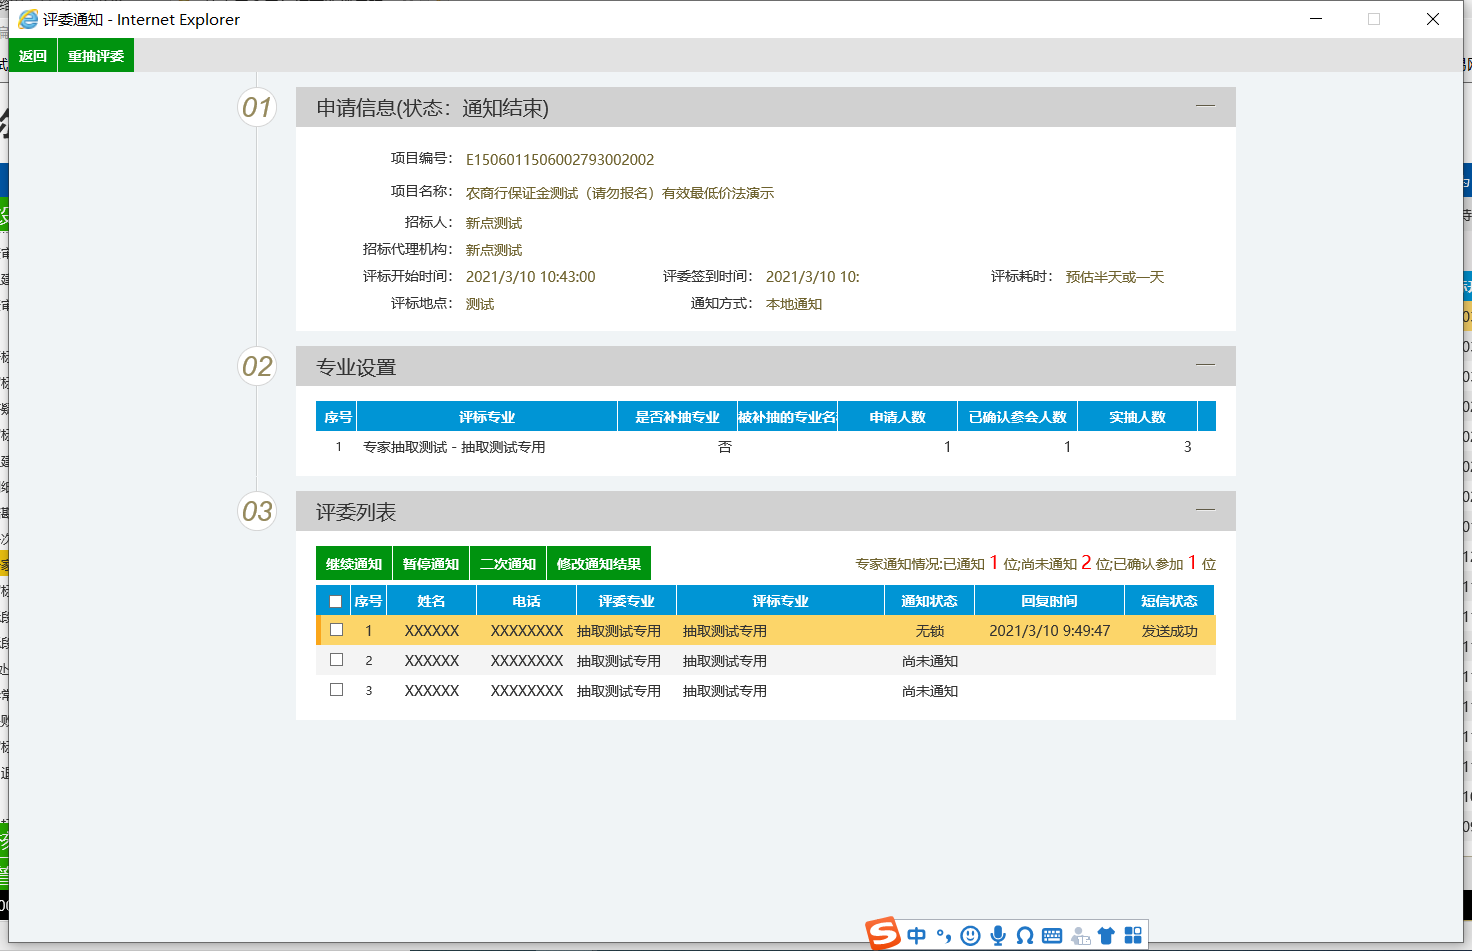 评委通知 - Internet Explorer
返回 重抽评委
01 申请信息(状态：通知结束)
项目编号： E1506011506002793002002
项目名称： 农商行保证金测试（请勿报名）有效最低价法演示
招标人： 新点测试
招标代理机构： 新点测试
评标开始时间： 2021/3/10 10:43:00 评委签到时间： 2021/3/10 10: 评标耗时： 预估半天或一天
评标地点： 测试 通知方式： 本地通知
02 专业设置
序号 评标专业 是否补抽专业 被补抽的专业名 申请人数 已确认参会人数 实抽人数
1 专家抽取测试 - 抽取测试专用 否 1 1 3
03 评委列表
继续通知 暂停通知 二次通知 修改通知结果 专家通知情况:已通知 1 位;尚未通知 2 位;已确认参加 1 位
序号 姓名 电话 评委专业 评标专业 通知状态 回复时间 短信状态
1 XXXXXX XXXXXXXX 抽取测试专用 抽取测试专用 无锁 2021/3/10 9:49:47 发送成功
2 XXXXXX XXXXXXXX 抽取测试专用 抽取测试专用 尚未通知
3 XXXXXX XXXXXXXX 抽取测试专用 抽取测试专用 尚未通知
S 中